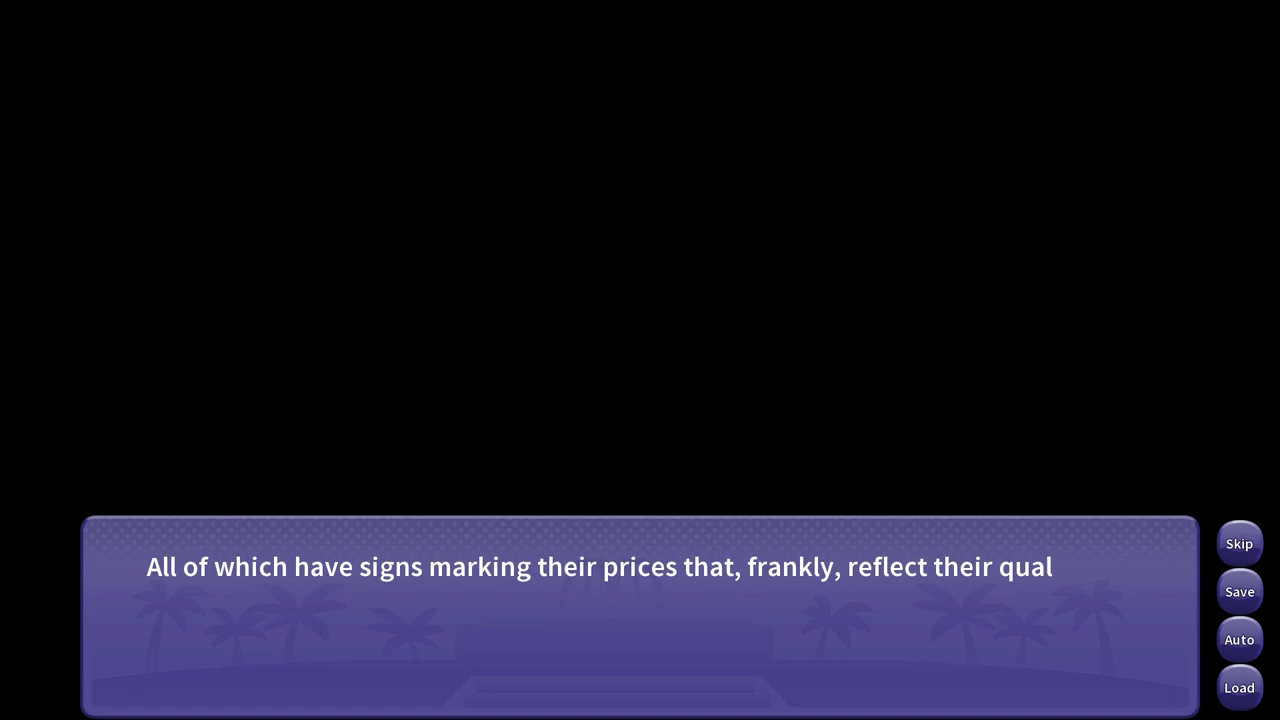 All of which have signs marking their prices that, frankly, reflect their qual
Skip
Save
Auto
Load